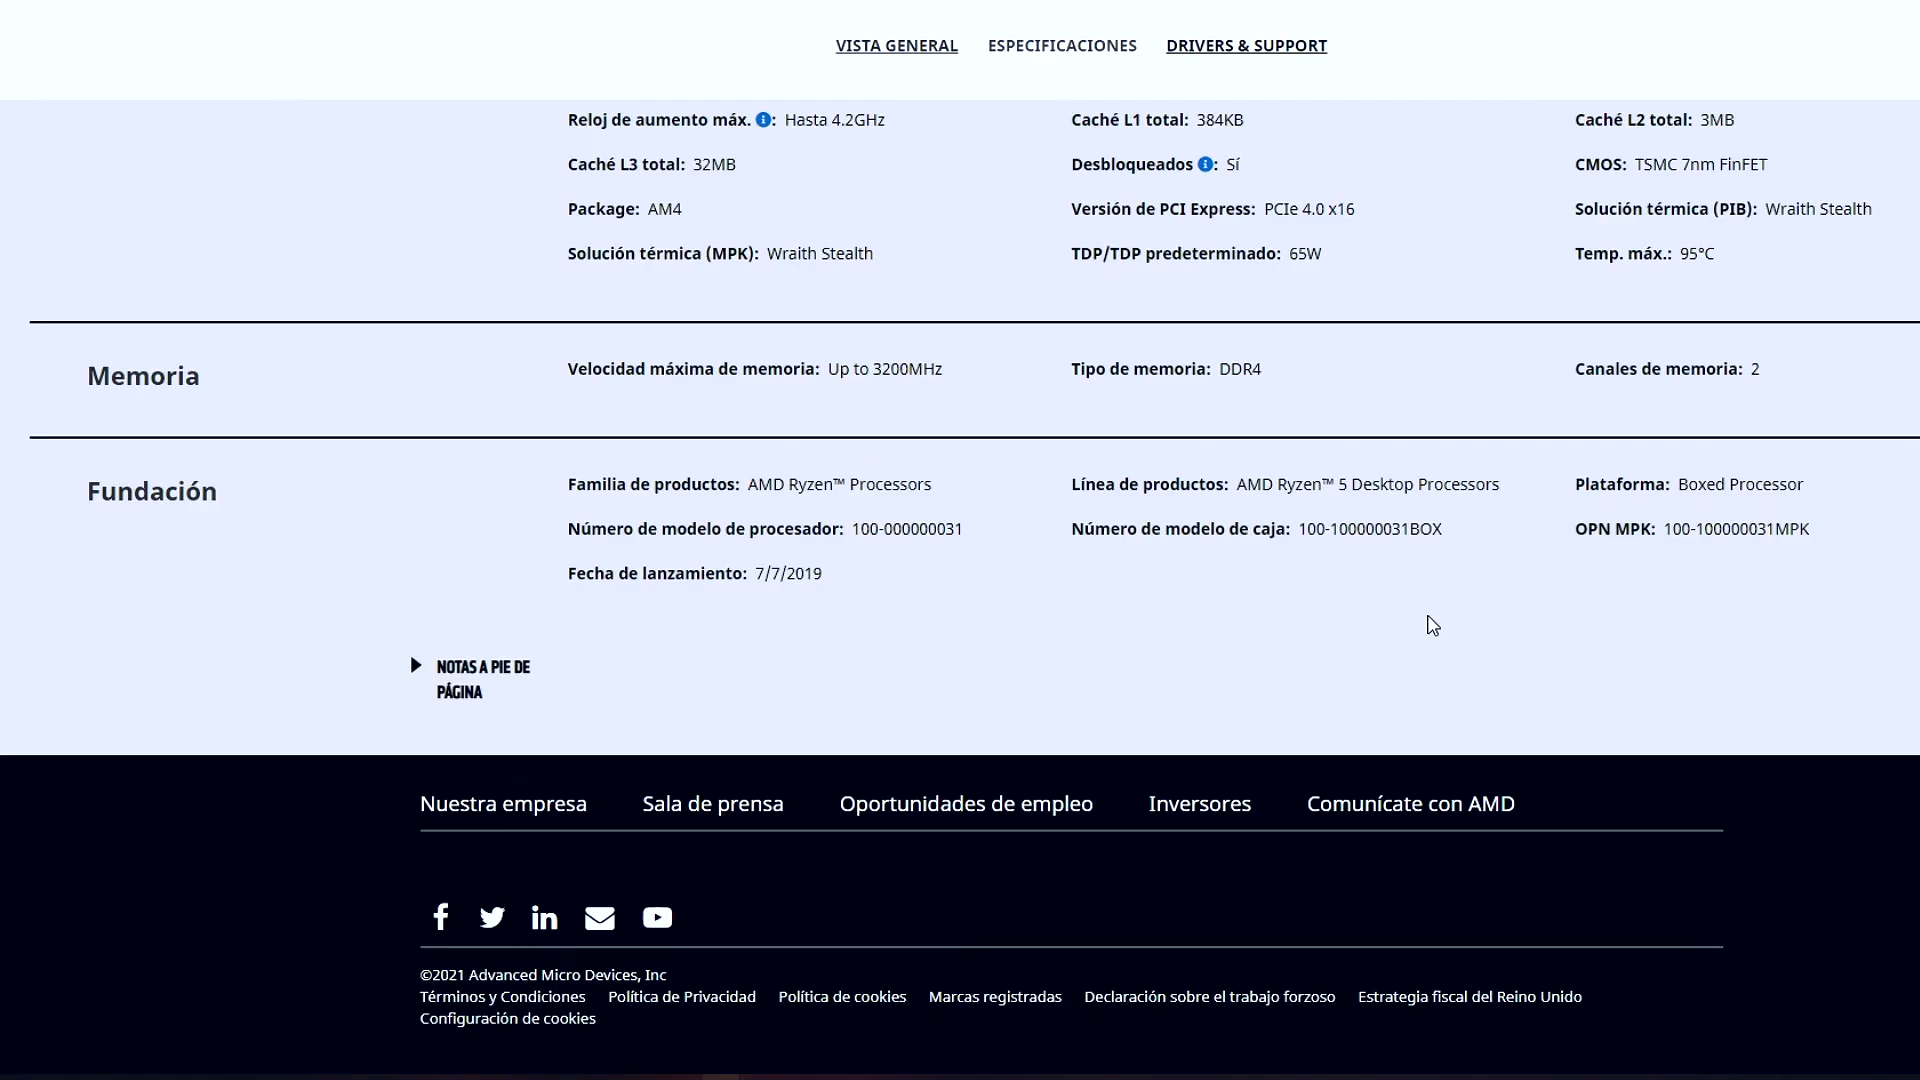 VISTA GENERAL ESPECIFICACIONES DRIVERS & SUPPORT
Reloj de aumento máx. : Hasta 4.2GHz Caché L1 total: 384KB Caché L2 total: 3MB
Caché L3 total: 32MB Desbloqueados : Sí CMOS: TSMC 7nm FinFET
Package: AM4 Versión de PCI Express: PCIe 4.0 x16 Solución térmica (PIB): Wraith Stealth
Solución térmica (MPK): Wraith Stealth TDP/TDP predeterminado: 65W Temp. máx.: 95°C
Memoria Velocidad máxima de memoria: Up to 3200MHz Tipo de memoria: DDR4 Canales de memoria: 2
Fundación Familia de productos: AMD Ryzen™ Processors Línea de productos: AMD Ryzen™ 5 Desktop Processors Plataforma: Boxed Processor
Número de modelo de procesador: 100-000000031 Número de modelo de caja: 100-100000031BOX OPN MPK: 100-100000031MPK
Fecha de lanzamiento: 7/7/2019
NOTAS A PIE DE
PÁGINA
Nuestra empresa Sala de prensa Oportunidades de empleo Inversores Comunícate con AMD
©2021 Advanced Micro Devices, Inc
Términos y Condiciones Política de Privacidad Política de cookies Marcas registradas Declaración sobre el trabajo forzoso Estrategia fiscal del Reino Unido
Configuración de cookies